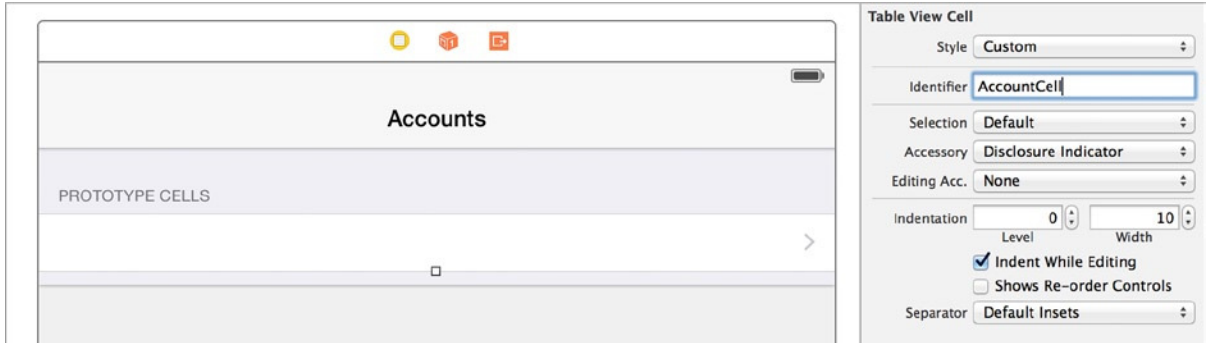 Accounts
PROTOTYPE CELLS
Table View Cell
Style Custom
Identifier AccountCell
Selection Default
Accessory Disclosure Indicator
Editing Acc. None
Indentation 0 10
Level Width
Indent While Editing
Shows Re-order Controls
Separator Default Insets